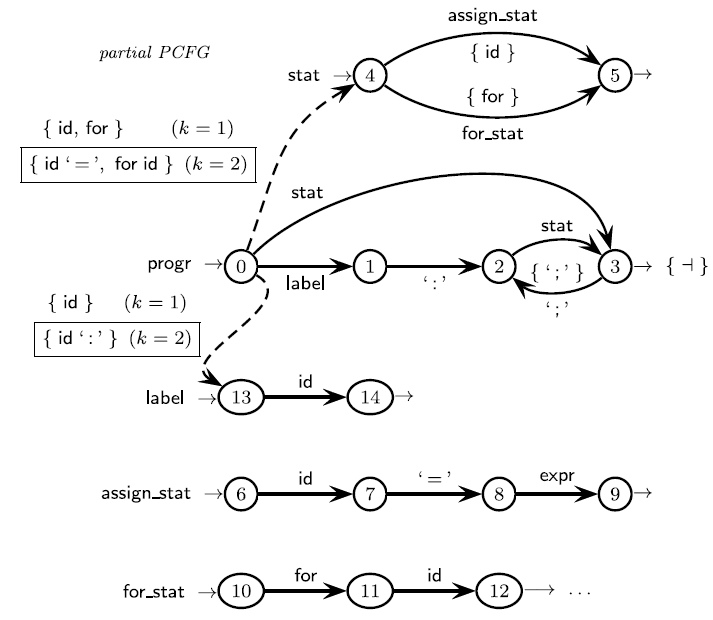 assign_stat
partial PCFG
stat → 4 { id } 5 →
{ for }
{ id, for } (k = 1)
for_stat
{ id ‘ = ’, for id } (k = 2)
stat
stat
progr → 0 1 2 { ‘ ; ’ } 3 → { ⊣ }
label ‘ : ’
{ id } (k = 1)
‘ ; ’
{ id ‘ : ’ } (k = 2)
id
label → 13 14 →
id ‘ = ’ expr
assign_stat → 6 7 8 9 →
for id
for_stat → 10 11 12 → ...